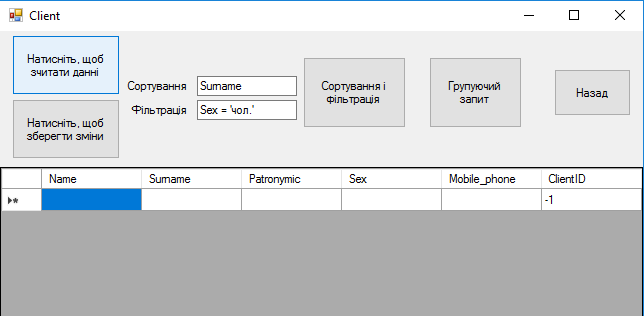 Client
Натисніть, щоб
зчитати данні
Натисніть, щоб
зберегти зміни
Сортування
Surname
Фільтрація
Sex = 'чол.'
Сортування і
фільтрація
Групуючий
запит
Назад
Name Surname Patronymic Sex Mobile_phone ClientID
-1